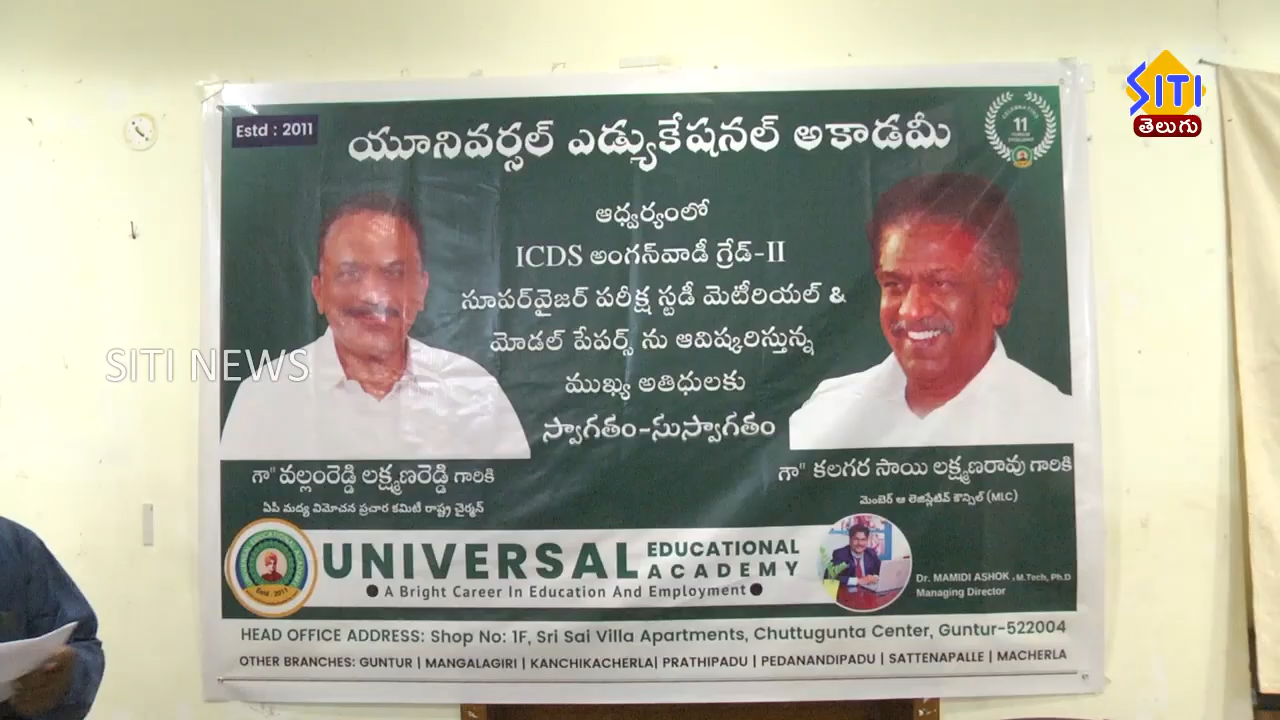 SITI
తెలుగు
Estd : 2011
యూనివర్సల్ ఎడ్యుకేషనల్ అకాడమీ
11
ఆధ్వర్యంలో
ICDS అంగన్‌వాడీ గ్రేడ్-II
సూపర్‌వైజర్ పరీక్ష స్టడీ మెటీరియల్ &
మోడల్ పేపర్స్ ను ఆవిష్కరిస్తున్న
ముఖ్య అతిధులకు
స్వాగతం-సుస్వాగతం
SITI NEWS
గా" వల్లంరెడ్డి లక్ష్మణరెడ్డి గారికి
ఏపి మద్య విమోచన ప్రచార కమిటీ రాష్ట్ర చైర్మన్
గా" కలగర సాయి లక్ష్మణరావు గారికి
మెంబెర్ ఆ లెజిస్లేటివ్ కౌన్సిల్ (MLC)
Estd . 2011
UNIVERSAL EDUCATIONAL ACADEMY
A Bright Career In Education And Employment
Dr. MAMIDI ASHOK , M.Tech, Ph.D
Managing Director
HEAD OFFICE ADDRESS: Shop No: 1F, Sri Sai Villa Apartments, Chuttugunta Center, Guntur-522004
OTHER BRANCHES: GUNTUR | MANGALAGIRI | KANCHIKACHERLA| PRATHIPADU | PEDANANDIPADU | SATTENAPALLE | MACHERLA